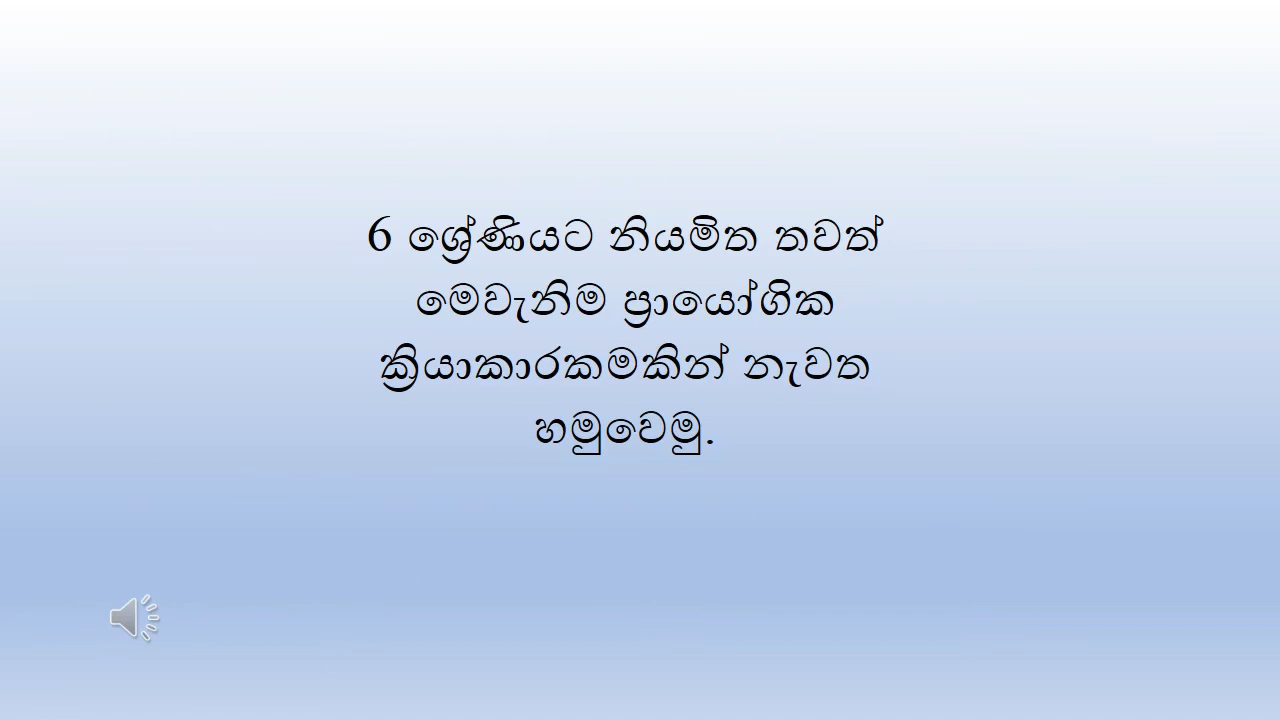 6 ශ්‍රේණියට නියමිත තවත්
මෙවැනිම ප්‍රායෝගික
ක්‍රියාකාරකමකින් නැවත
හමුවෙමු.